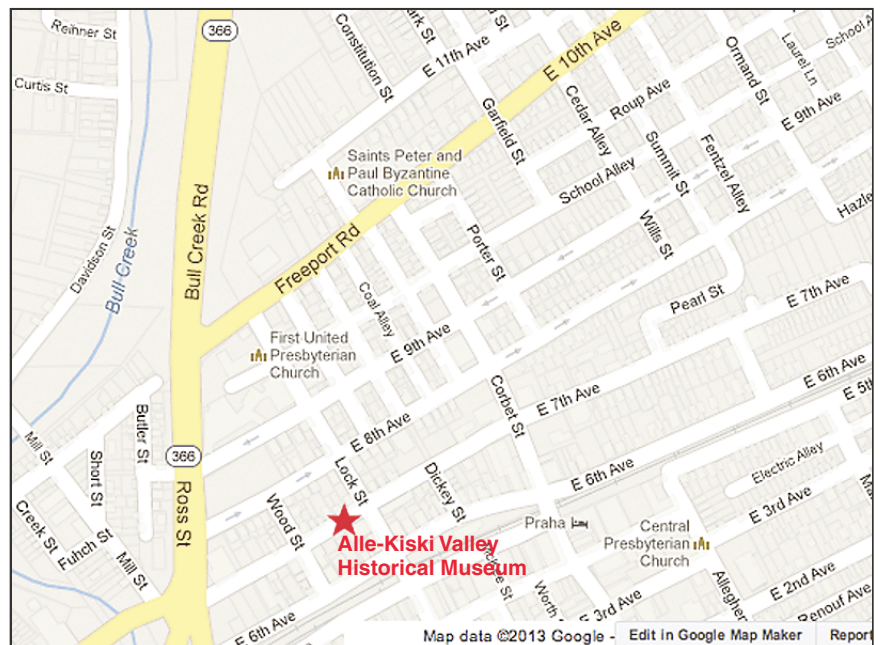 Reihner St
366
Constitution St
E 11th Ave
E 10th Ave
Curtis St
Garfield St
Cedar Alley
Roup Ave
Ormand St
Laurel Ln
School A
E 9th Ave
Saints Peter and
Paul Byzantine
Catholic Church
Summit St
Fentzel Alley
School Alley
Bull Creek Rd
Davidson St
Bull Creek
Freeport Rd
Porter St
Wills St
Coal Alley
Pearl St
E 7th Ave
First United
Presbyterian
Church
E 9th Ave
E 6th Ave
E 5t
Corbet St
E 7th Ave
Butler St
E 8th Ave
Mill St
Short St
366
Lock St
Dickey St
E 6th Ave
Electric Alley
Ross St
Wood St
E 3rd Ave
Creek St
Fuhch St
Mill St
Praha
Central
Presbyterian
Church
Alle-Kiski Valley
Historical Museum
E 2nd Ave
Allegher
E 3rd Ave
Renouf Ave
Worth
E 6th Ave
Map data ©2013 Google -
Edit in Google Map Maker
Report